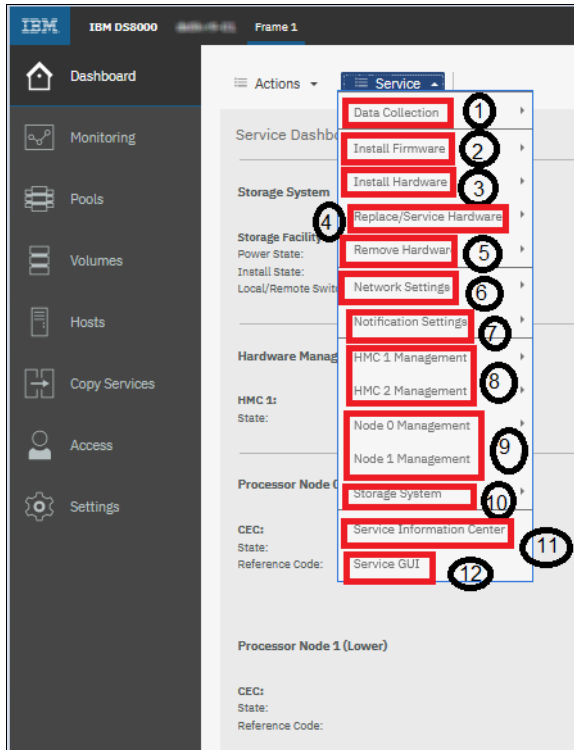 IBM IBM DS8000 Frame 1
Dashboard
Monitoring
Pools
Volumes
Hosts
Copy Services
Access
Settings
Actions Service
Service
Storage System
Storage Facility
Power State:
Install State:
Local/Remote
Hardware
HMC 1:
State:
Processor Node
CEC:
State:
Reference Code:
Processor Node 1 (Lower)
CEC:
State:
Reference Code:
Data Collection 1
Install Firmware 2
Install Hardware 3
4 Replace/Service Hardware
Remove Hardware 5
Network Settings 6
Notification Settings 7
HMC 1 Management
HMC 2 Management 8
Node 0 Management
Node 1 Management 9
Storage System 10
Service Information Center 11
Service GUI 12